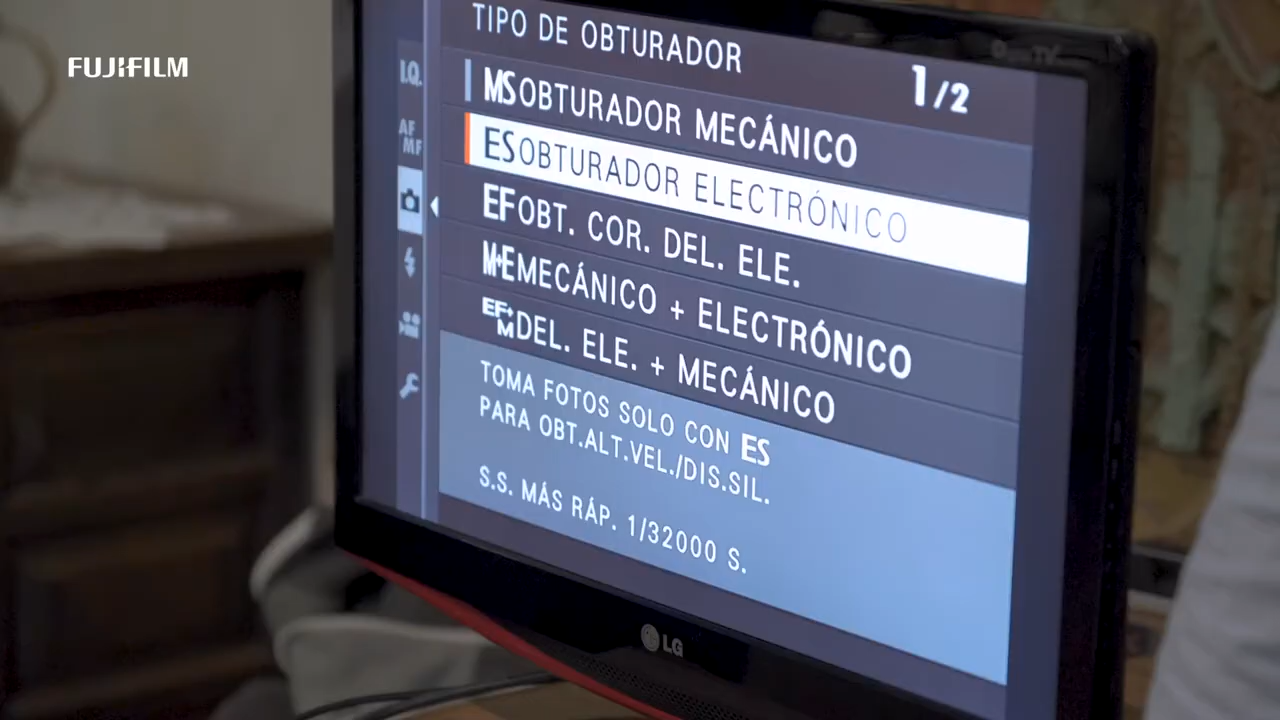 FUJIFILM
TIPO DE OBTURADOR
1/2
I.Q.
MS OBTURADOR MECÁNICO
AF
MF
ES OBTURADOR ELECTRÓNICO
EF OBT. COR. DEL. ELE.
M+E MECÁNICO + ELECTRÓNICO
EF+
M DEL. ELE. + MECÁNICO
TOMA FOTOS SOLO CON ES
PARA OBT.ALT.VEL./DIS.SIL.
S.S. MÁS RÁP. 1/32000 S.
LG